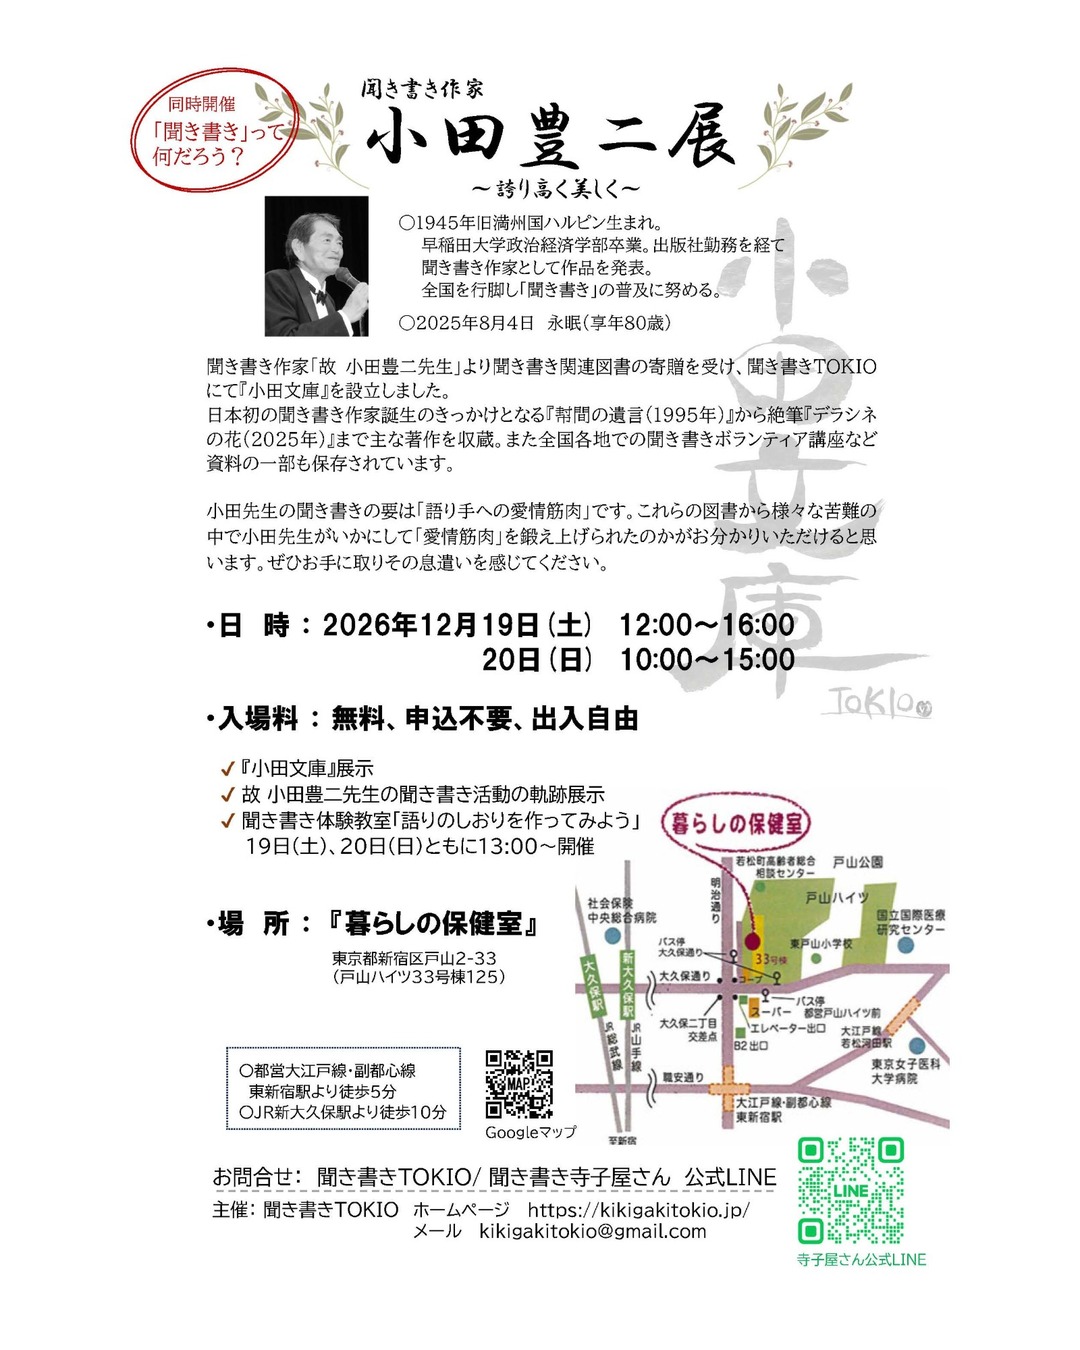 同時開催
「聞き書き」って
何だろう？
聞き書き作家
小田豊二展
～誇り高く美しく～
○1945年旧満州国ハルピン生まれ。
早稲田大学政治経済学部卒業。出版社勤務を経て
聞き書き作家として作品を発表。
全国を行脚し「聞き書き」の普及に努める。
○2025年8月4日　永眠（享年80歳）
聞き書き作家「故 小田豊二先生」より聞き書き関連図書の寄贈を受け、聞き書きTOKIO
にて『小田文庫』を設立しました。
日本初の聞き書き作家誕生のきっかけとなる『幇間の遺言（1995年）』から絶筆『デラシネ
の花（2025年）』まで主な著作を収蔵。また全国各地での聞き書きボランティア講座など
資料の一部も保存されています。
小田先生の聞き書きの要は「語り手への愛情筋肉」です。これらの図書から様々な苦難の
中で小田先生がいかにして「愛情筋肉」を鍛え上げられたのかがお分かりいただけると思
います。ぜひお手に取りその息遣いを感じてください。
小田文庫
TOKIO
・日　時 ： 2026年12月19日（土）　12:00～16:00
20日（日）　10:00～15:00
・入場料 ： 無料、申込不要、出入自由
✓『小田文庫』展示
✓ 故 小田豊二先生の聞き書き活動の軌跡展示
✓ 聞き書き体験教室「語りのしおりを作ってみよう」
19日（土）、20日（日）ともに13:00～開催
・場　所 ： 『暮らしの保健室』
東京都新宿区戸山2-33
（戸山ハイツ33号棟125）
○都営大江戸線・副都心線
東新宿駅より徒歩5分
○JR新大久保駅より徒歩10分
MAP
Googleマップ
暮らしの保健室
若松町高齢者総合
相談センター
戸山公園
明治通り
戸山ハイツ
社会保険
中央総合病院
国立国際医療
研究センター
バス停
大久保通り
33号棟
東戸山小学校
大久保駅
新大久保駅
大久保通り
コープ
バス停
都営戸山ハイツ前
スーパー
大久保二丁目
交差点
エレベーター出口
B2出口
大江戸線
若松河田駅
JR総武線
JR山手線
東京女子医科
大学病院
職安通り
大江戸線・副都心線
東新宿駅
至新宿
お問合せ： 聞き書きTOKIO/ 聞き書き寺子屋さん 公式LINE
主催： 聞き書きTOKIO　ホームページ　https://kikigakitokio.jp/
メール　kikigakitokio@gmail.com
LINE
寺子屋さん公式LINE